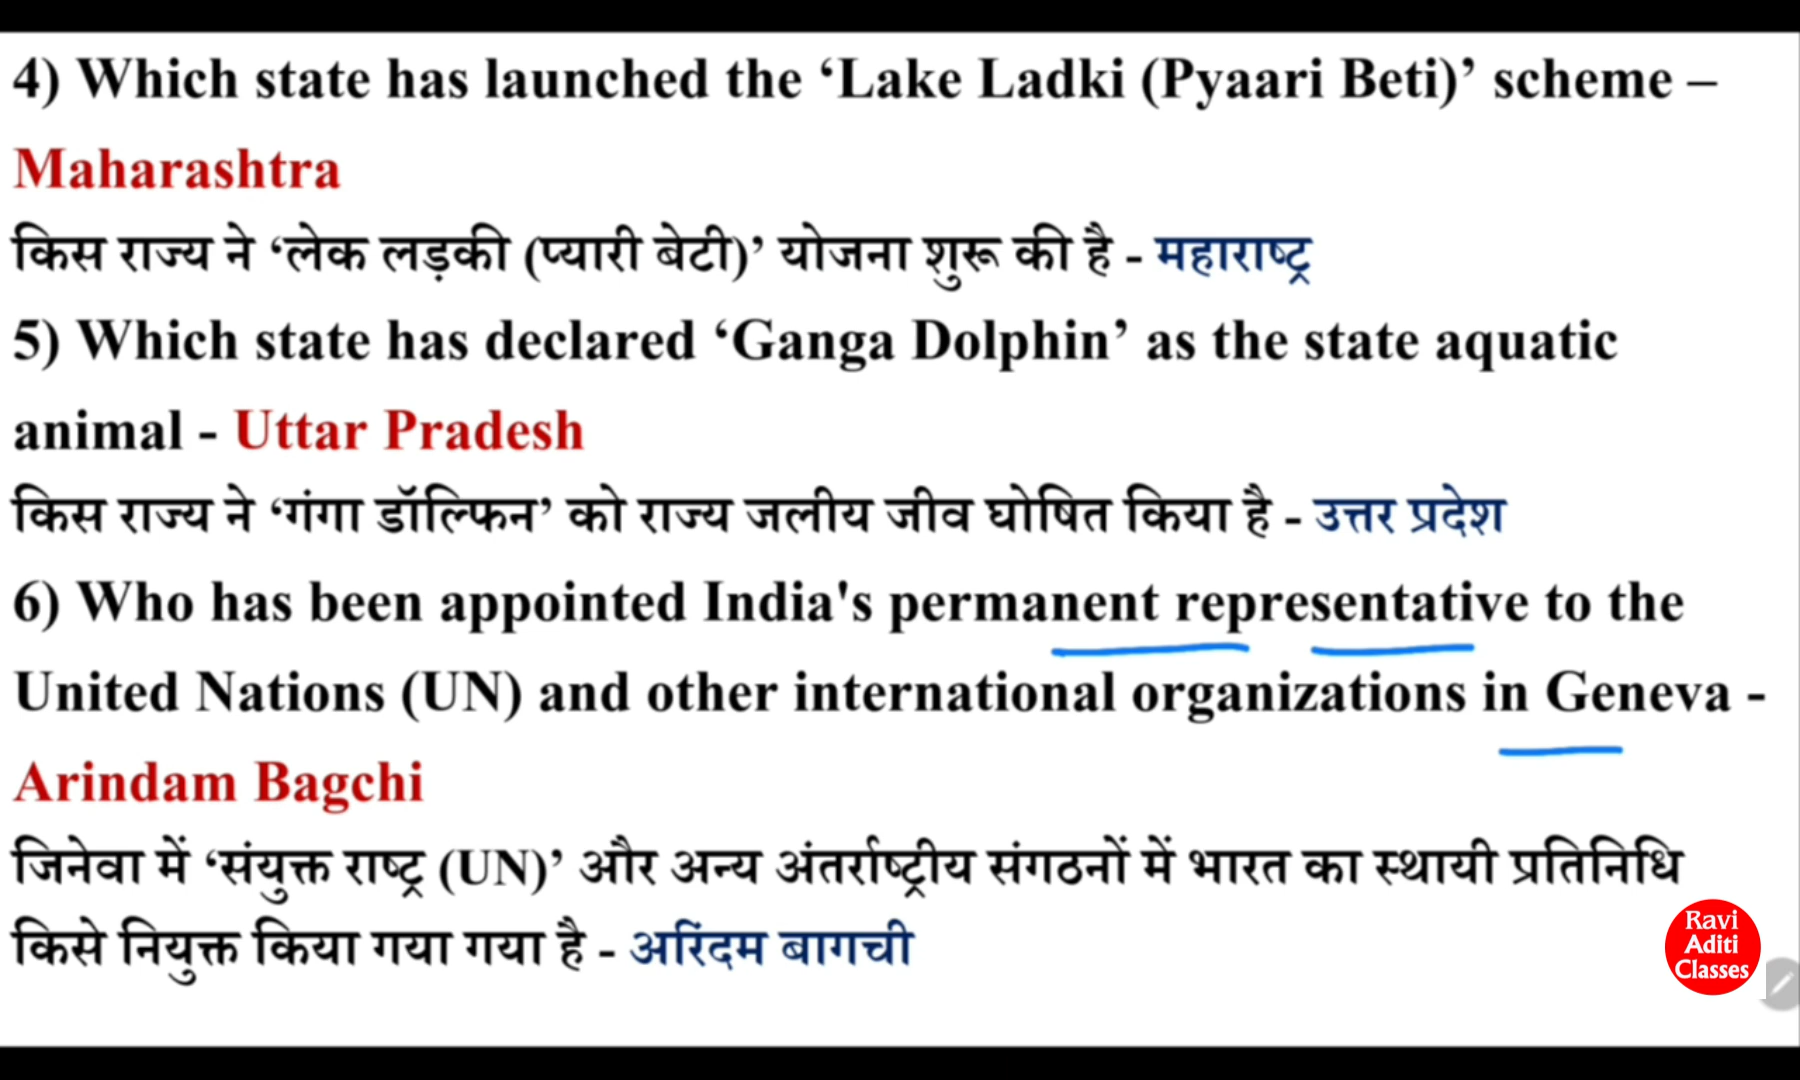 4) Which state has launched the ‘Lake Ladki (Pyaari Beti)’ scheme –
Maharashtra
किस राज्य ने ‘लेक लड़की (प्यारी बेटी)’ योजना शुरू की है - महाराष्ट्र
5) Which state has declared ‘Ganga Dolphin’ as the state aquatic
animal - Uttar Pradesh
किस राज्य ने ‘गंगा डॉल्फिन’ को राज्य जलीय जीव घोषित किया है - उत्तर प्रदेश
6) Who has been appointed India's permanent representative to the
United Nations (UN) and other international organizations in Geneva -
Arindam Bagchi
जिनेवा में ‘संयुक्त राष्ट्र (UN)’ और अन्य अंतर्राष्ट्रीय संगठनों में भारत का स्थायी प्रतिनिधि
किसे नियुक्त किया गया गया है - अरिंदम बागची
Ravi
Aditi
Classes